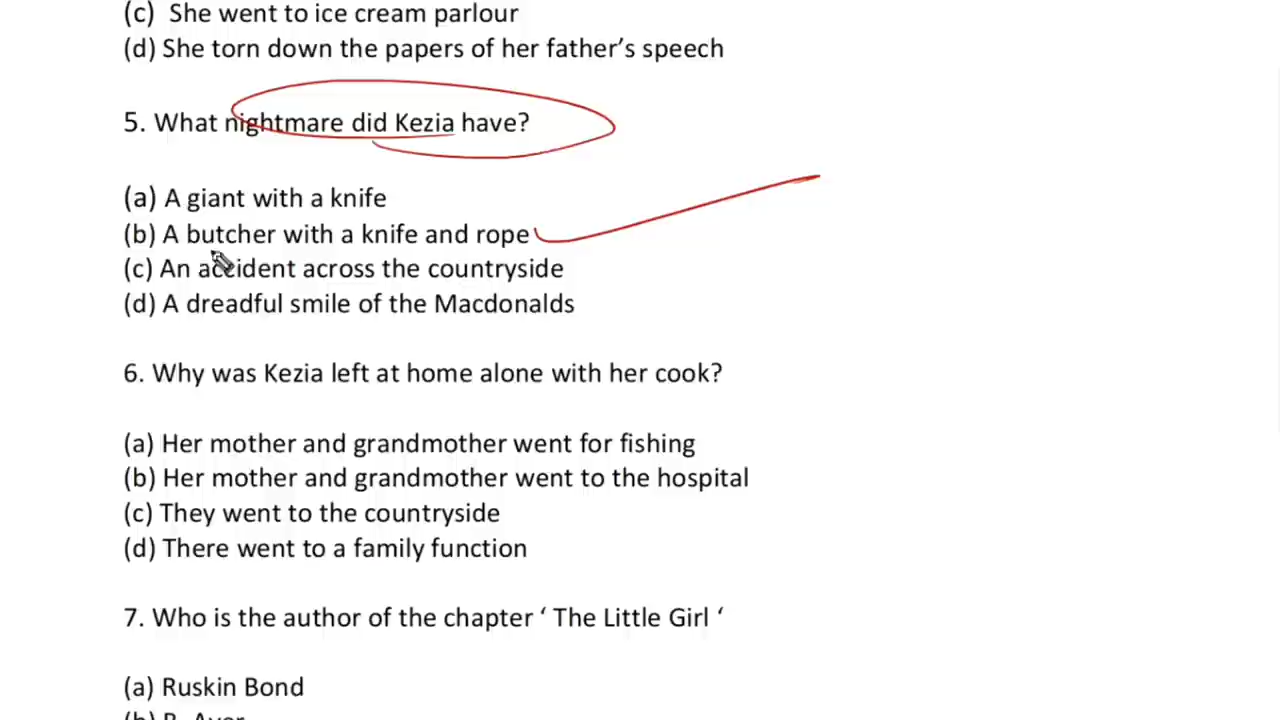 (c) She went to ice cream parlour
(d) She torn down the papers of her father’s speech
5. What nightmare did Kezia have?
(a) A giant with a knife
(b) A butcher with a knife and rope
(c) An accident across the countryside
(d) A dreadful smile of the Macdonalds
6. Why was Kezia left at home alone with her cook?
(a) Her mother and grandmother went for fishing
(b) Her mother and grandmother went to the hospital
(c) They went to the countryside
(d) There went to a family function
7. Who is the author of the chapter ‘ The Little Girl ‘
(a) Ruskin Bond